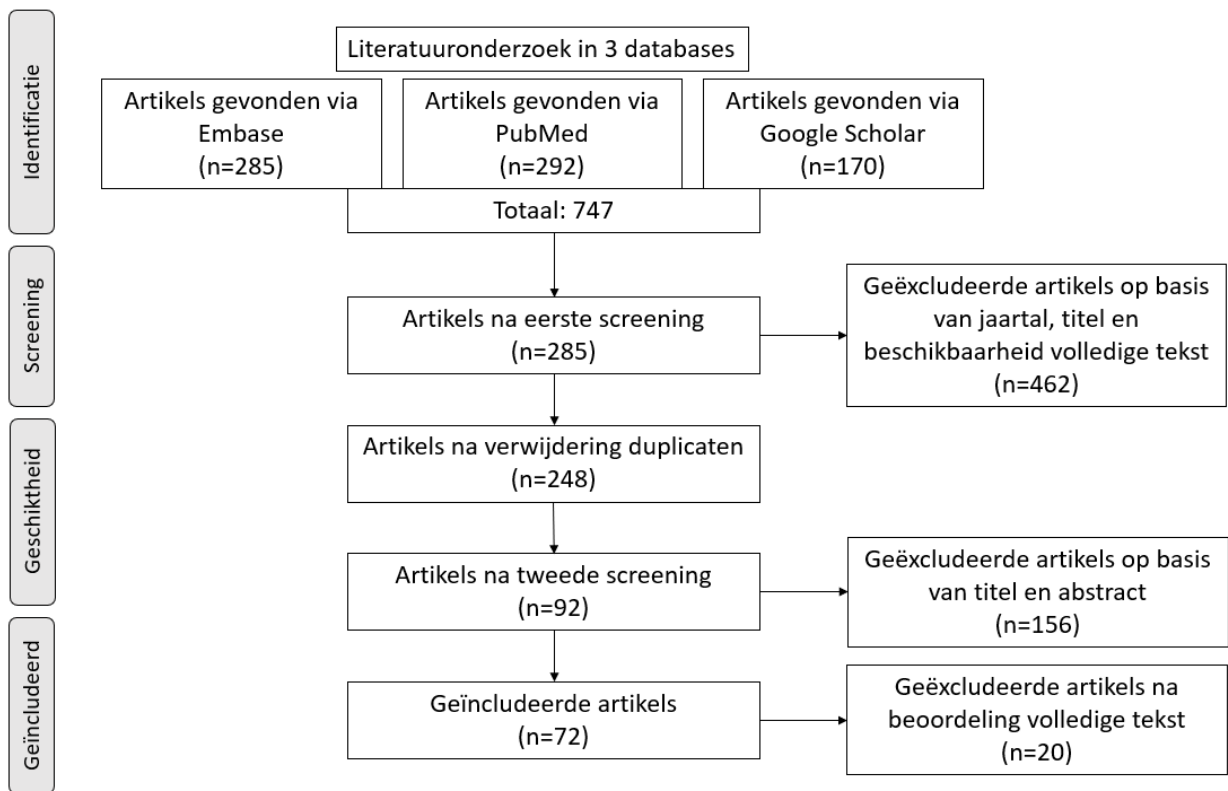 Identificatie
Literatuuronderzoek in 3 databases
Artikels gevonden via
Embase
(n=285)
Artikels gevonden via
PubMed
(n=292)
Artikels gevonden via
Google Scholar
(n=170)
Totaal: 747
Screening
Artikels na eerste screening
(n=285)
Geëxcludeerde artikels op basis
van jaartal, titel en
beschikbaarheid volledige tekst
(n=462)
Geschiktheid
Artikels na verwijdering duplicaten
(n=248)
Artikels na tweede screening
(n=92)
Geëxcludeerde artikels op basis
van titel en abstract
(n=156)
Geïncludeerd
Geïncludeerde artikels
(n=72)
Geëxcludeerde artikels na
beoordeling volledige tekst
(n=20)